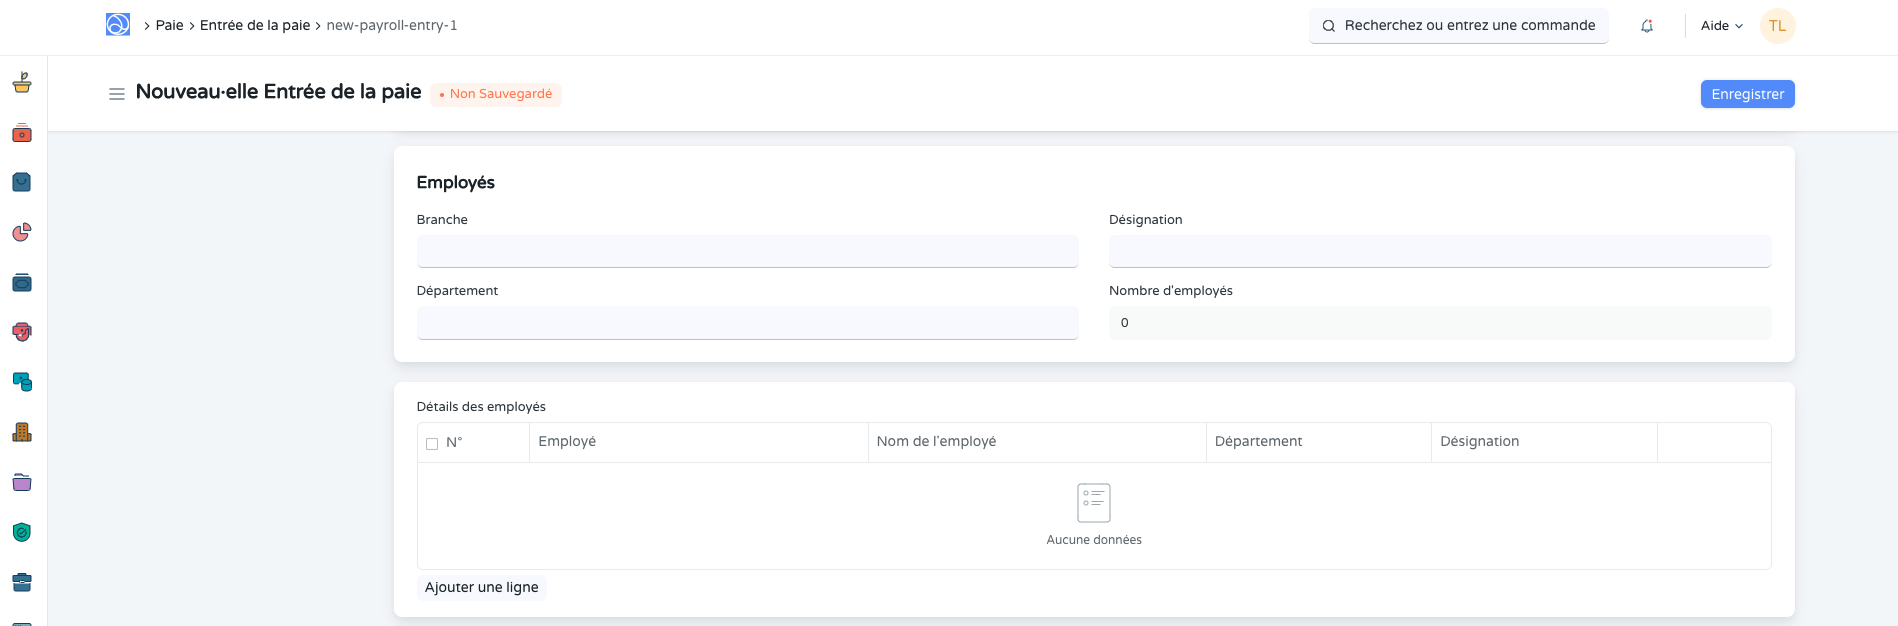 Paie > Entrée de la paie > new-payroll-entry-1
Recherchez ou entrez une commande
Aide
TL
Nouveau·elle Entrée de la paie
• Non Sauvegardé
Enregistrer
Employés
Branche
Désignation
Département
Nombre d'employés
0
Détails des employés
N° Employé Nom de l'employé Département Désignation
Aucune données
Ajouter une ligne